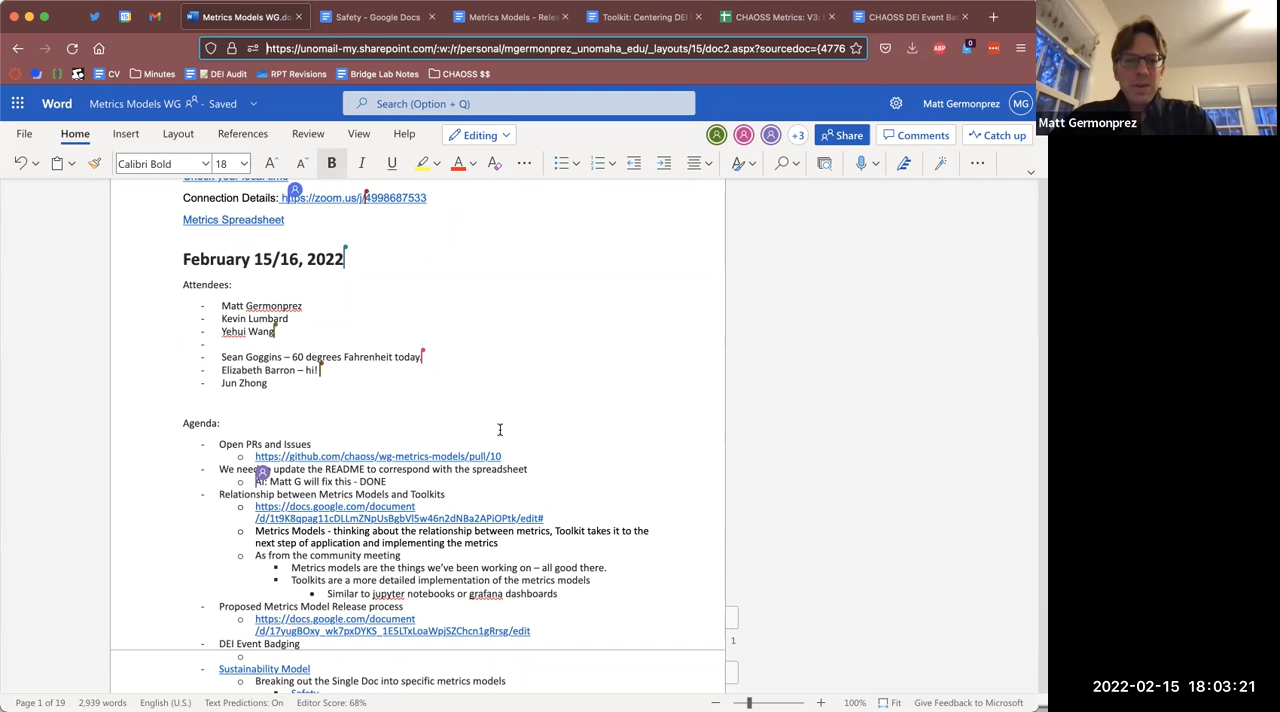 Metrics Models WG.do
Safety - Google Docs
Metrics Models - Rele
Toolkit: Centering DEI
CHAOSS Metrics: V3:
CHAOSS DEI Event Ba
https://unomail-my.sharepoint.com/:w:/r/personal/mgermonprez_unomaha_edu/_layouts/15/doc2.aspx?sourcedoc={4776
ABP
0
CV
Minutes
DEI Audit
RPT Revisions
Bridge Lab Notes
CHAOSS $$
Matt Germonprez
Word
Metrics Models WG - Saved
Search (Option + Q)
Matt Germonprez
MG
File
Home
Insert
Layout
References
Review
View
Help
Editing
+3
Share
Comments
Catch up
Calibri Bold
18
B
I
U
A
Check your local time
Connection Details: https://zoom.us/j/4998687533
Metrics Spreadsheet
February 15/16, 2022
Attendees:
- Matt Germonprez
- Kevin Lumbard
- Yehui Wang
-
- Sean Goggins – 60 degrees Fahrenheit today.
- Elizabeth Barron – hi!
- Jun Zhong
Agenda:
- Open PRs and Issues
o https://github.com/chaoss/wg-metrics-models/pull/10
- We need update the README to correspond with the spreadsheet
o AI: Matt G will fix this - DONE
- Relationship between Metrics Models and Toolkits
o https://docs.google.com/document
/d/1t9K8qpag11cDLLmZNpUsBgbVl5w46n2dNBa2APiOPtk/edit#
o Metrics Models - thinking about the relationship between metrics, Toolkit takes it to the
next step of application and implementing the metrics
o As from the community meeting
▪ Metrics models are the things we've been working on – all good there.
▪ Toolkits are a more detailed implementation of the metrics models
• Similar to jupyter notebooks or grafana dashboards
- Proposed Metrics Model Release process
o https://docs.google.com/document
/d/17yugBOxy_wk7pxDYKS_1E5LTxLoaWpjSZChcn1gRrsg/edit
- DEI Event Badging
o
- Sustainability Model
o Breaking out the Single Doc into specific metrics models
▪ Safety
1
Page 1 of 19
2,939 words
English (U.S.)
Text Predictions: On
Editor Score: 68%
100%
Fit
Give Feedback to Microsoft
2022-02-15 18:03:21